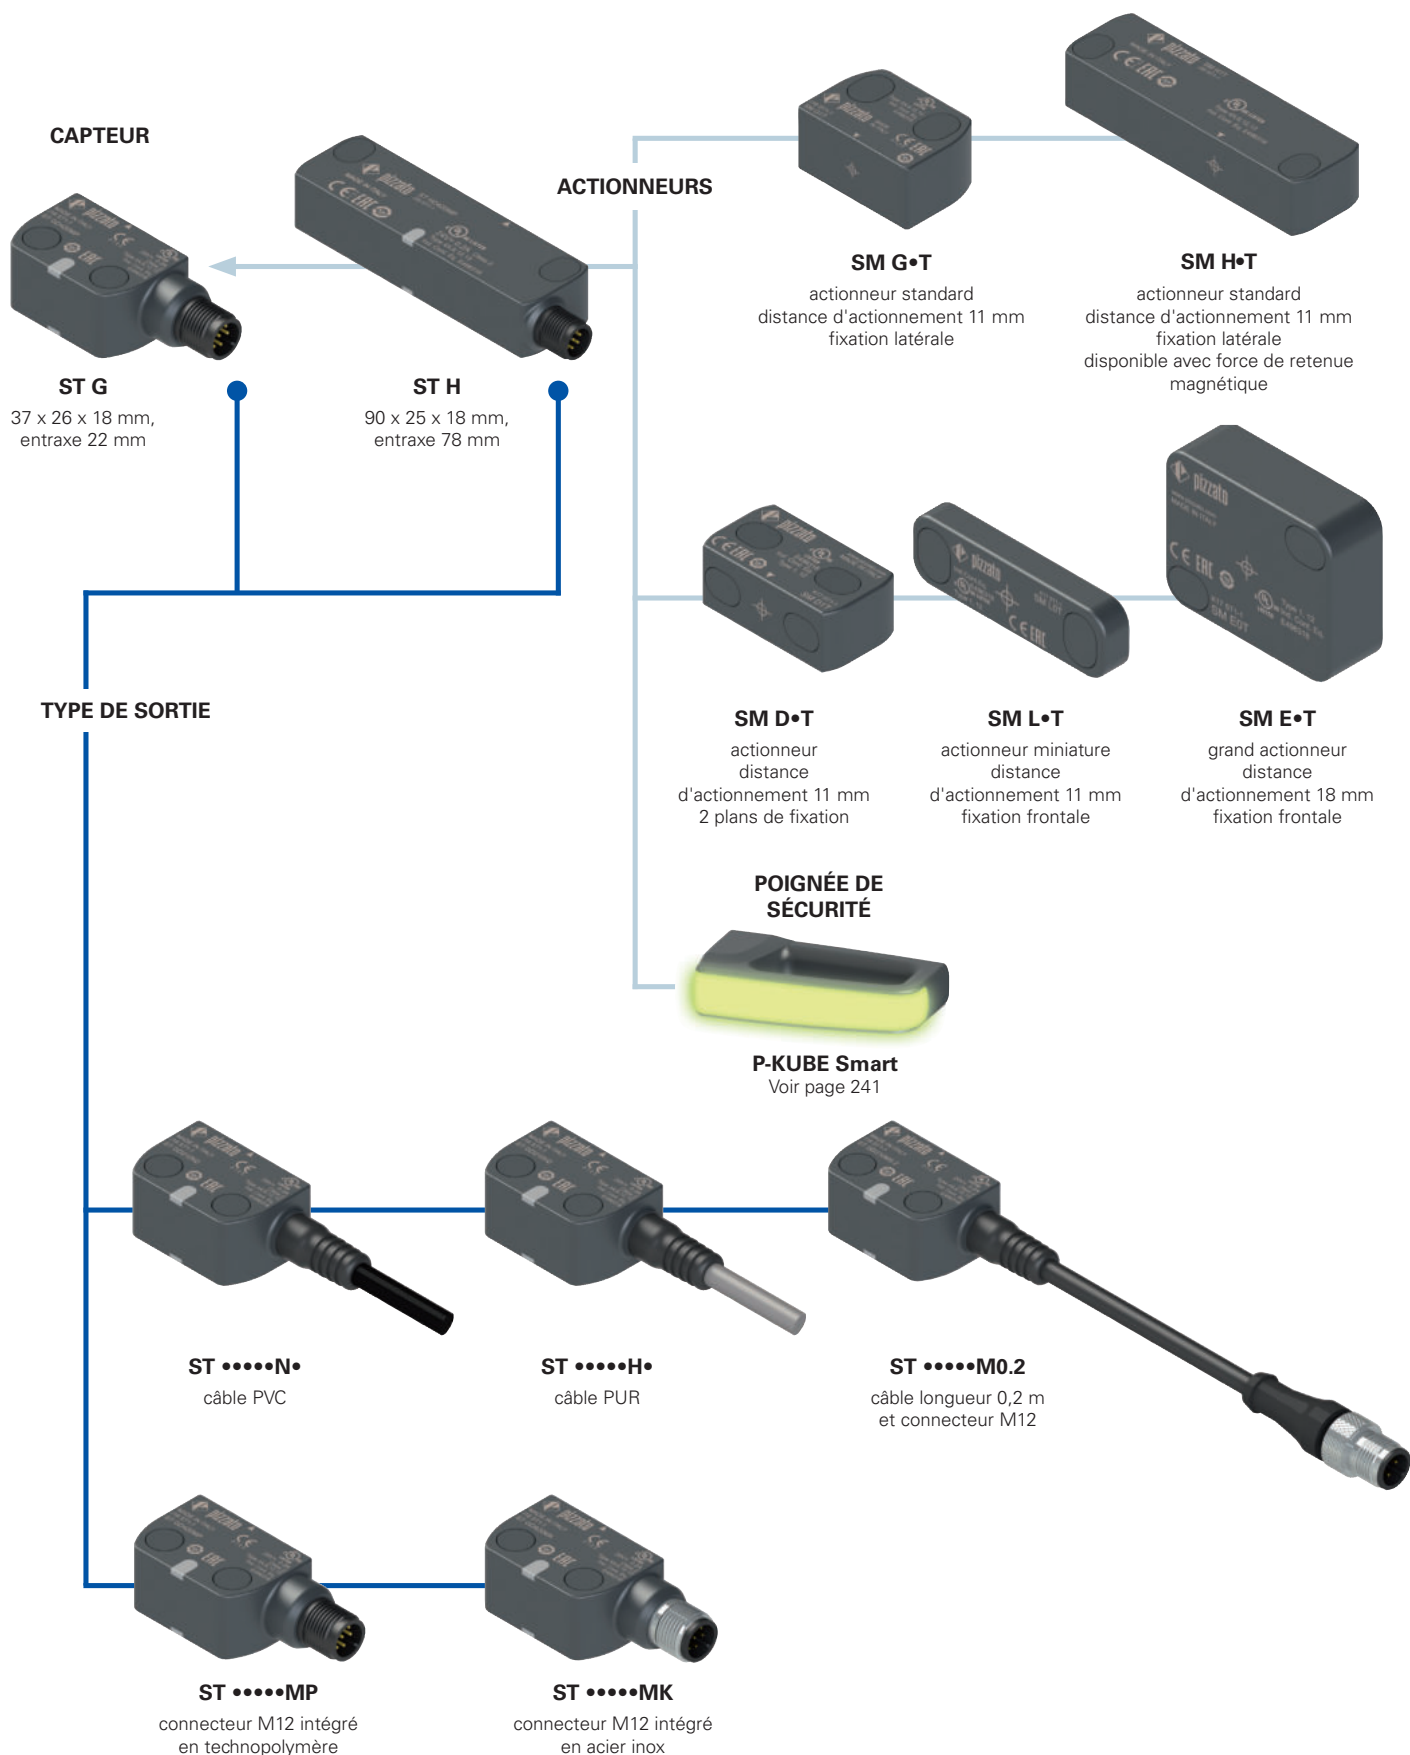 CAPTEUR
ACTIONNEURS
SM G•T
actionneur standard
distance d'actionnement 11 mm
fixation latérale
SM H•T
actionneur standard
distance d'actionnement 11 mm
fixation latérale
disponible avec force de retenue
magnétique
ST G
37 x 26 x 18 mm,
entraxe 22 mm
ST H
90 x 25 x 18 mm,
entraxe 78 mm
TYPE DE SORTIE
SM D•T
actionneur
distance
d'actionnement 11 mm
2 plans de fixation
SM L•T
actionneur miniature
distance
d'actionnement 11 mm
fixation frontale
SM E•T
grand actionneur
distance
d'actionnement 18 mm
fixation frontale
POIGNÉE DE
SÉCURITÉ
P-KUBE Smart
Voir page 241
ST •••••N•
câble PVC
ST •••••H•
câble PUR
ST •••••M0.2
câble longueur 0,2 m
et connecteur M12
ST •••••MP
connecteur M12 intégré
en technopolymère
ST •••••MK
connecteur M12 intégré
en acier inox